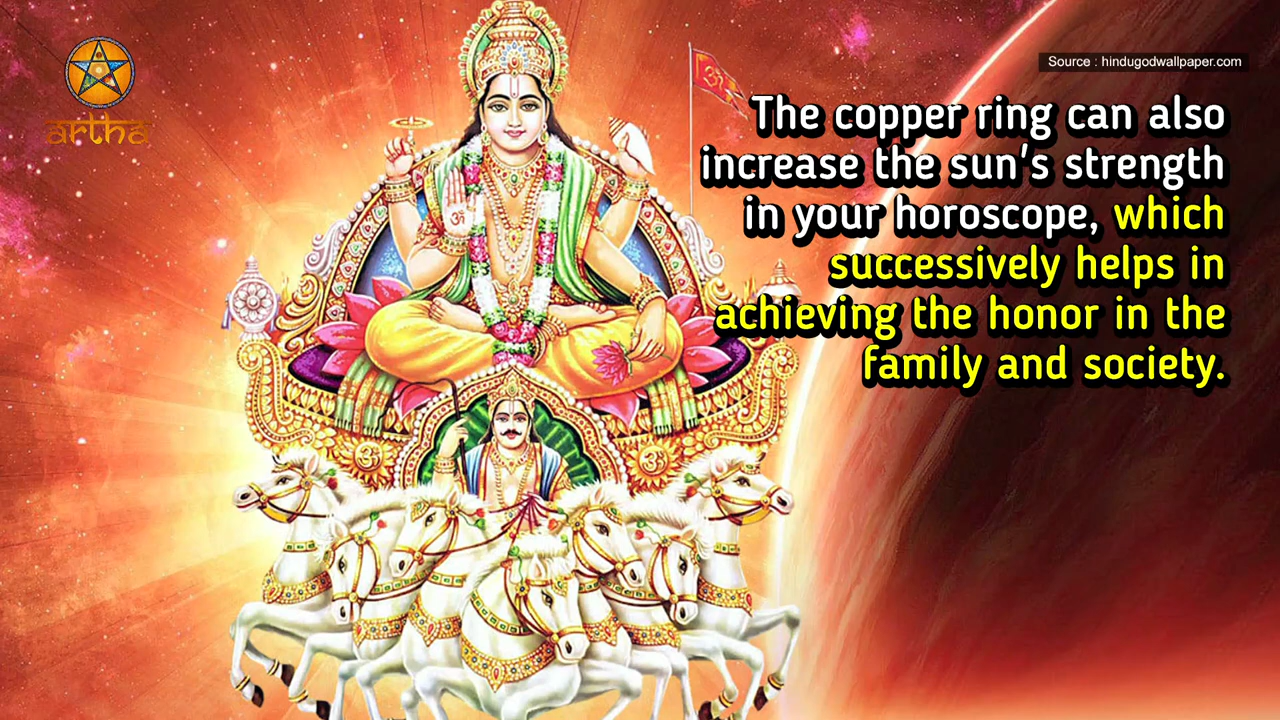 artha
Source : hindugodwallpaper.com
The copper ring can also
increase the sun's strength
in your horoscope, which
successively helps in
achieving the honor in the
family and society.
ॐ
ॐ
ॐ
ॐ